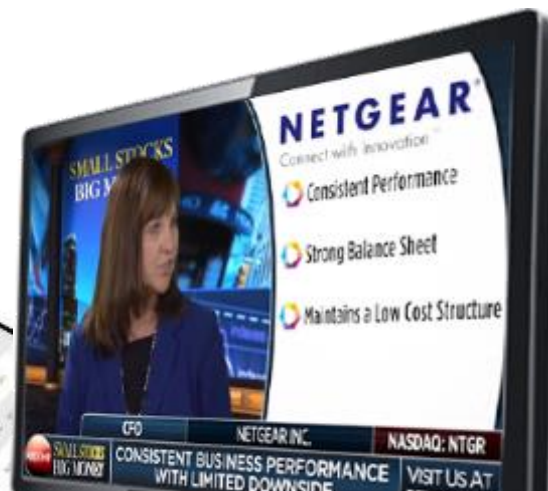 SMALL STOCKS
BIG
NETGEAR
Connect with Innovation™
Consistent Performance
Strong Balance Sheet
Maintains a Low Cost Structure
CFO
NETGEAR INC.
NASDAQ: NTGR
SMALL STOCKS
BIG MONEY
CONSISTENT BUSINESS PERFORMANCE
WITH LIMITED DOWNSIDE
VISIT US AT